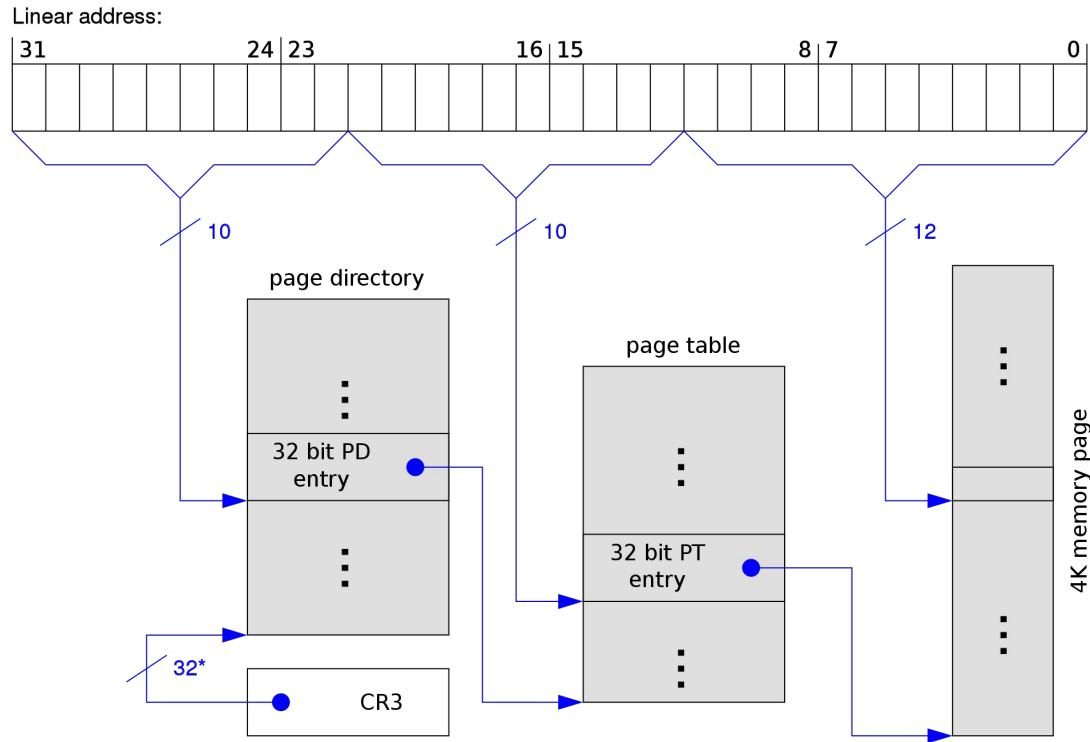 Linear address:
31 24 23 16 15 8 7 0
10 10 12
page directory
page table
32 bit PD
entry
32 bit PT
entry
4K memory page
32*
CR3